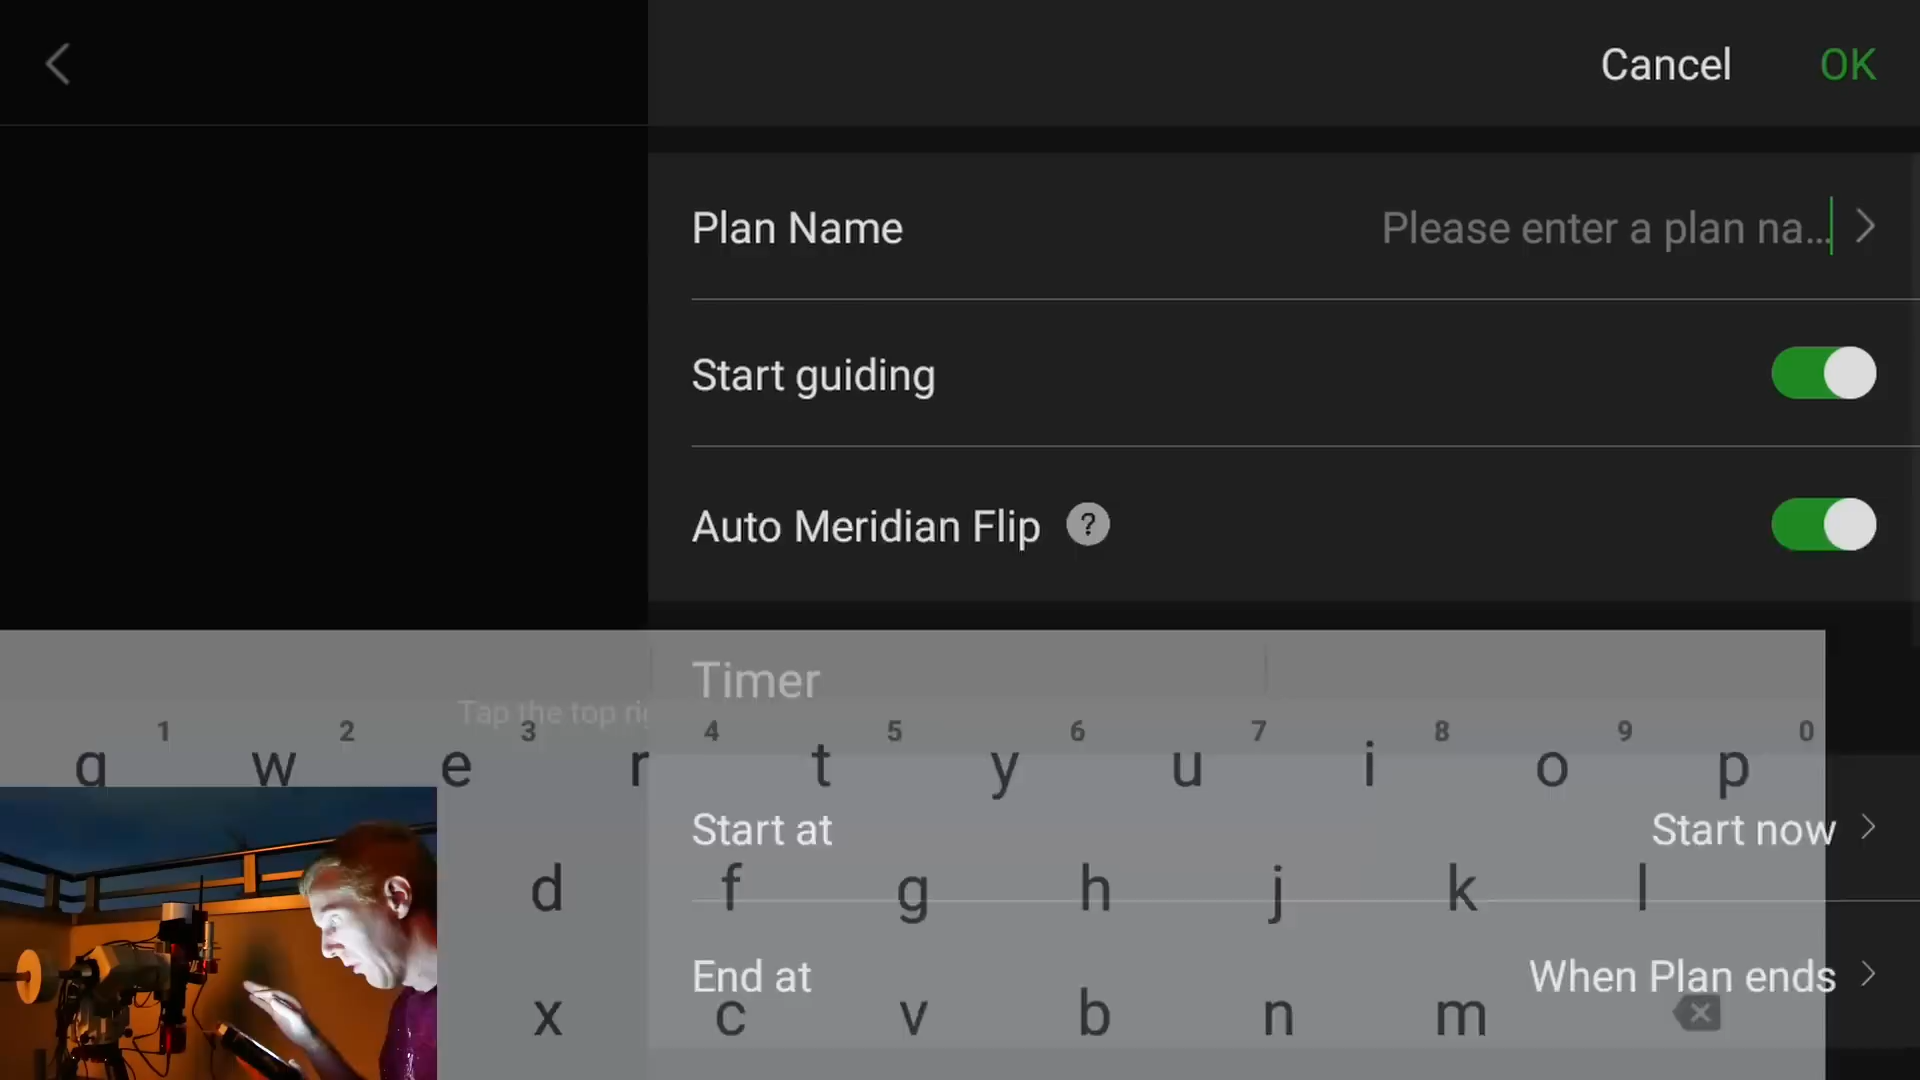 Cancel OK
Plan Name Please enter a plan na...
Start guiding
Auto Meridian Flip ?
Timer
Tap the top
1 2 3 4 5 6 7 8 9 0
q w e r t y u i o p
Start at Start now
d f g h j k l
End at When Plan ends
x c v b n m